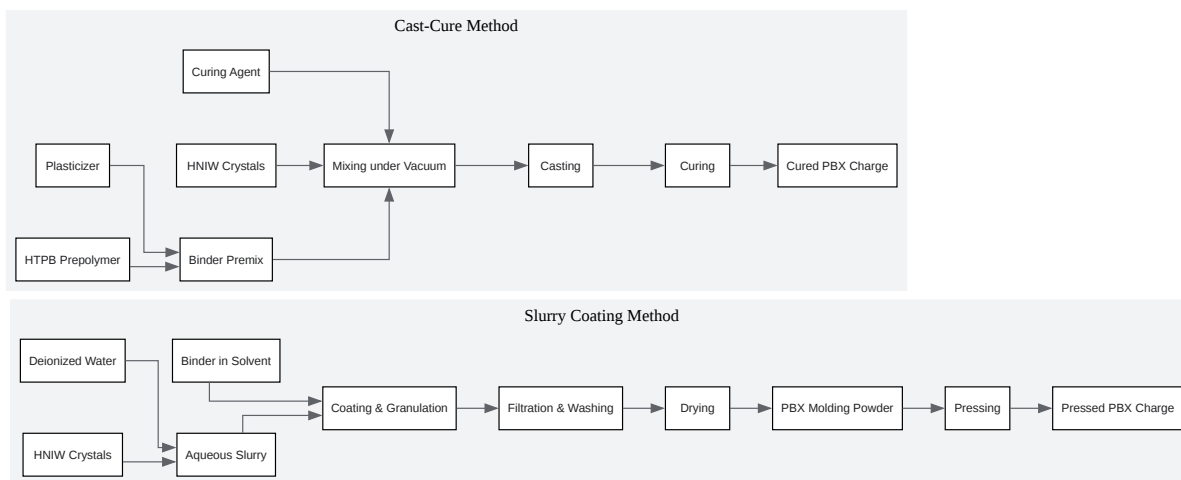 Cast-Cure Method
Curing Agent
Plasticizer
HNIW Crystals
Mixing under Vacuum
Casting
Curing
Cured PBX Charge
HTPB Prepolymer
Binder Premix
Slurry Coating Method
Deionized Water
Binder in Solvent
Coating & Granulation
Filtration & Washing
Drying
PBX Molding Powder
Pressing
Pressed PBX Charge
HNIW Crystals
Aqueous Slurry